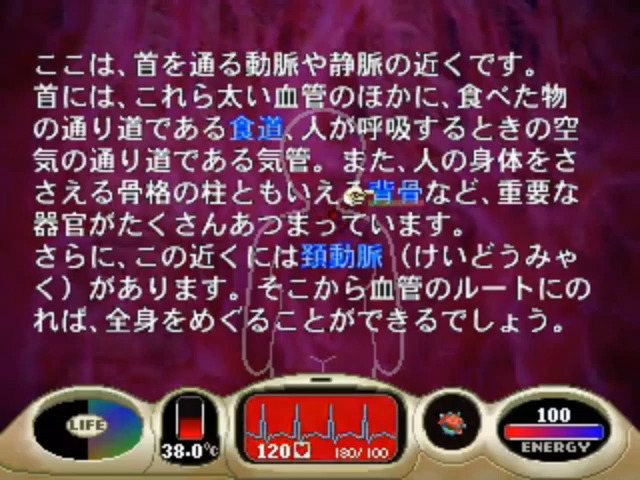 ここは、首を通る動脈や静脈の近くです。
首には、これら太い血管のほかに、食べた物
の通り道である食道、人が呼吸するときの空
気の通り道である気管。また、人の身体をさ
さえる骨格の柱ともいえる背骨など、重要な
器官がたくさんあつまっています。
さらに、この近くには頚動脈（けいどうみゃ
く）があります。そこから血管のルートにの
れば、全身をめぐることができるでしょう。
LIFE
38.0℃
120
180/100
100
ENERGY